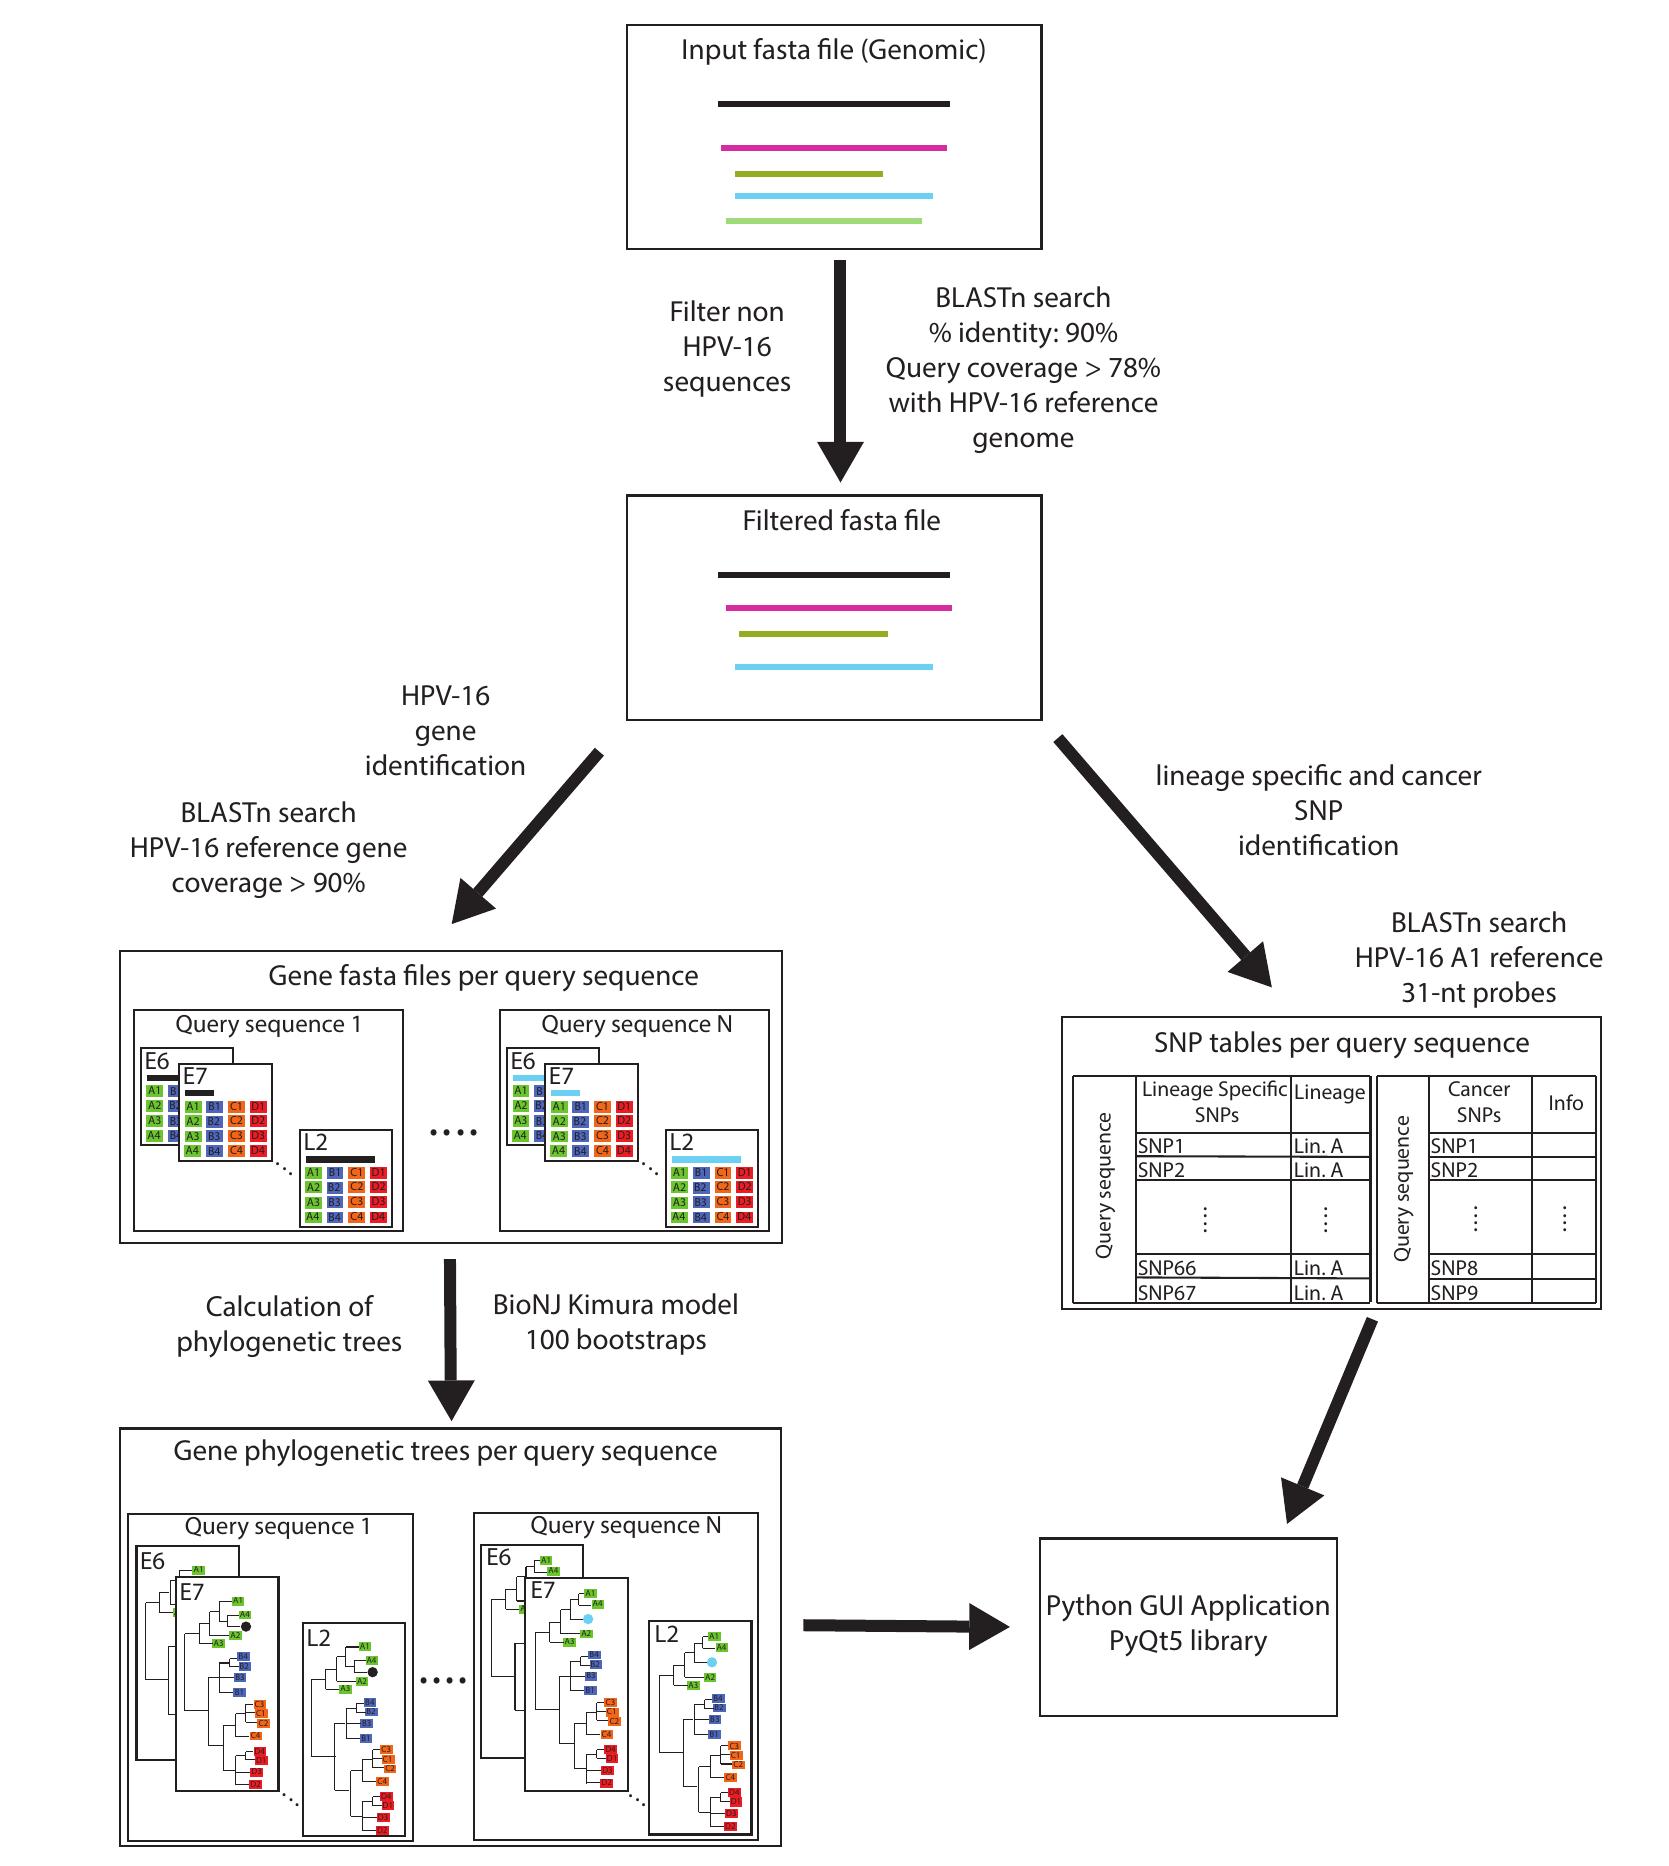 Input fasta file (Genomic)
Filter non
HPV-16
sequences
BLASTn search
% identity: 90%
Query coverage > 78%
with HPV-16 reference
genome
Filtered fasta file
HPV-16
gene
identification
BLASTn search
HPV-16 reference gene
coverage > 90%
lineage specific and cancer
SNP
identification
BLASTn search
HPV-16 A1 reference
31-nt probes
Gene fasta files per query sequence
Query sequence 1
E6
A1
A2
A3
A4
E7
A1 B1 C1 D1
A2 B2 C2 D2
A3 B3 C3 D3
A4 B4 C4 D4
L2
A1 B1 C1 D1
A2 B2 C2 D2
A3 B3 C3 D3
A4 B4 C4 D4
Query sequence N
E6
A1
A2
A3
A4
E7
A1 B1 C1 D1
A2 B2 C2 D2
A3 B3 C3 D3
A4 B4 C4 D4
L2
A1 B1 C1 D1
A2 B2 C2 D2
A3 B3 C3 D3
A4 B4 C4 D4
SNP tables per query sequence
Query sequence
Lineage Specific SNPs Lineage
SNP1 Lin. A
SNP2 Lin. A
SNP66 Lin. A
SNP67 Lin. A
Query sequence
Cancer SNPs Info
SNP1
SNP2
SNP8
SNP9
Calculation of
phylogenetic trees
BioNJ Kimura model
100 bootstraps
Gene phylogenetic trees per query sequence
Query sequence 1
E6
A1
E7
A1
A4
A2
A3
B4
B2
B3
B1
C3
C1
C2
C4
D4
D1
D3
D2
L2
A1
A4
A2
A3
B4
B2
B3
B1
C3
C1
C2
C4
D4
D1
D3
D2
Query sequence N
E6
A1
A4
E7
A1
A4
A2
A3
B4
B2
B3
B1
C3
C1
C2
C4
D4
D1
D3
D2
L2
A1
A4
A2
A3
B4
B2
B3
B1
C3
C1
C2
C4
D4
D1
D3
D2
Python GUI Application
PyQt5 library